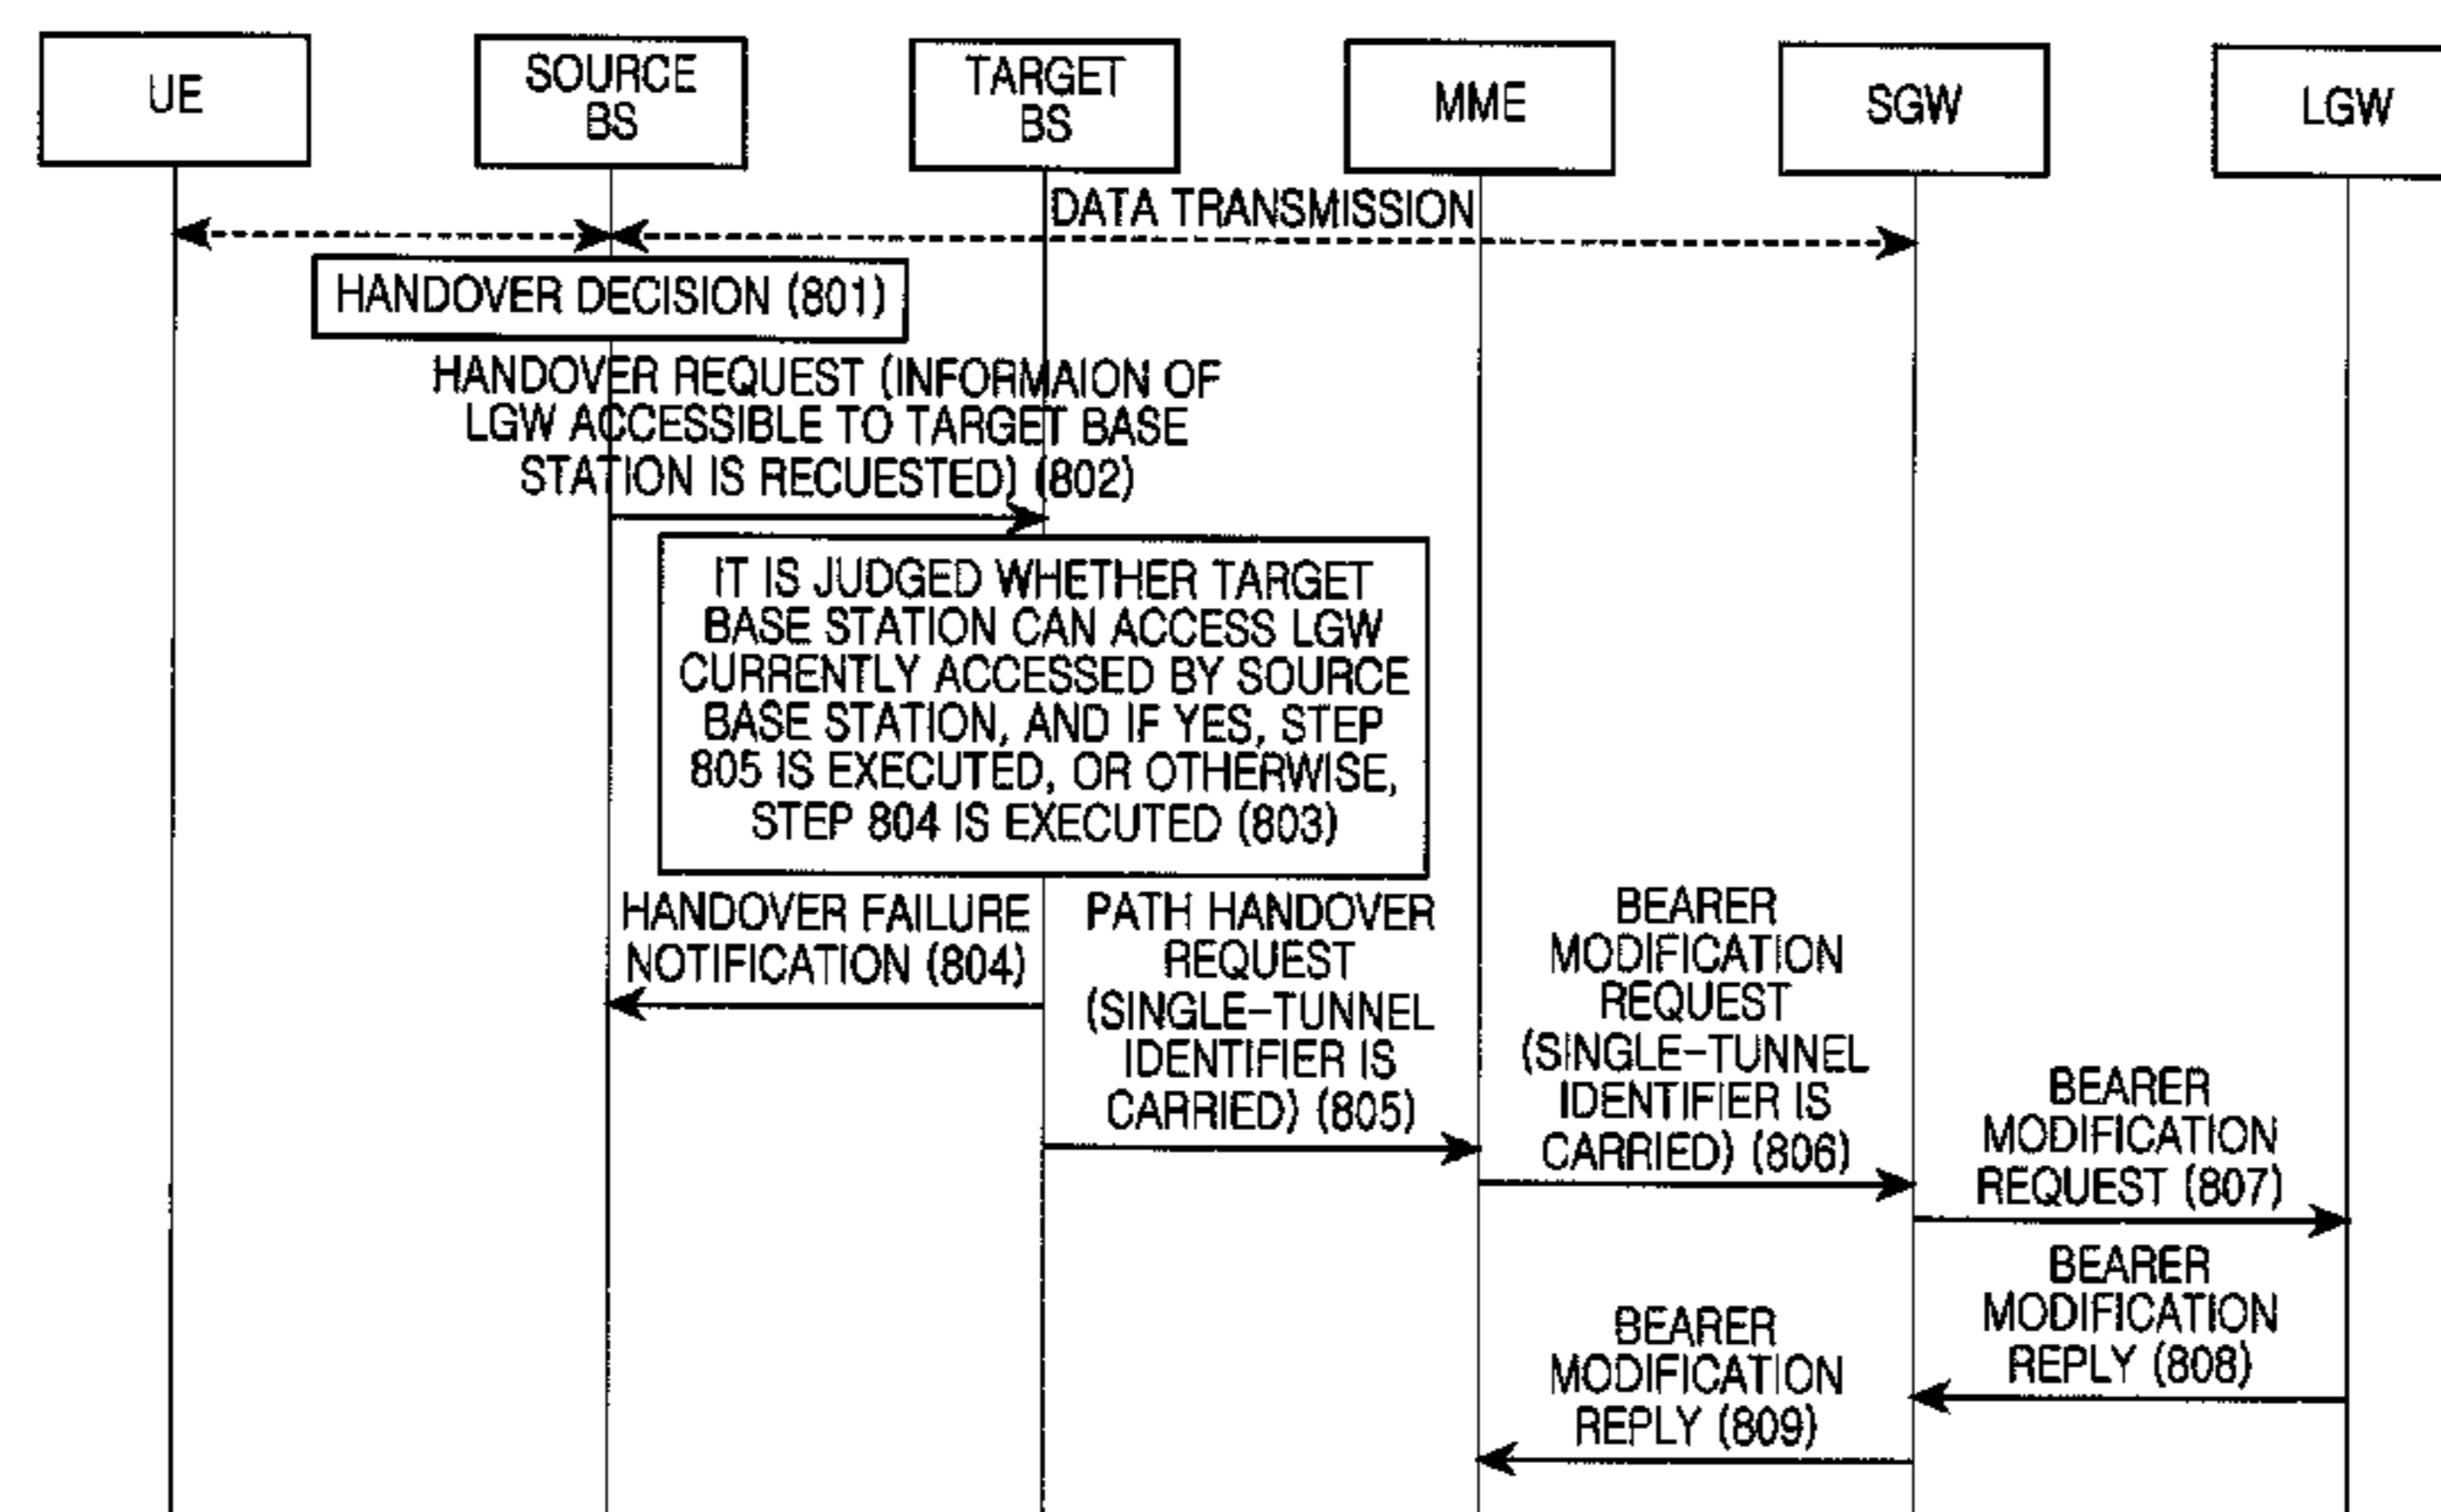 UE
SOURCE
BS
TARGET
BS
MME
SGW
LGW
DATA TRANSMISSION
HANDOVER DECISION (801)
HANDOVER REQUEST (INFORMAION OF
LGW ACCESSIBLE TO TARGET BASE
STATION IS RECUESTED) (802)
IT IS JUDGED WHETHER TARGET
BASE STATION CAN ACCESS LGW
CURRENTLY ACCESSED BY SOURCE
BASE STATION, AND IF YES, STEP
805 IS EXECUTED, OR OTHERWISE,
STEP 804 IS EXECUTED (803)
HANDOVER FAILURE
NOTIFICATION (804)
PATH HANDOVER
REQUEST
(SINGLE-TUNNEL
IDENTIFIER IS
CARRIED) (805)
BEARER
MODIFICATION
REQUEST
(SINGLE-TUNNEL
IDENTIFIER IS
CARRIED) (806)
BEARER
MODIFICATION
REQUEST (807)
BEARER
MODIFICATION
REPLY (808)
BEARER
MODIFICATION
REPLY (809)